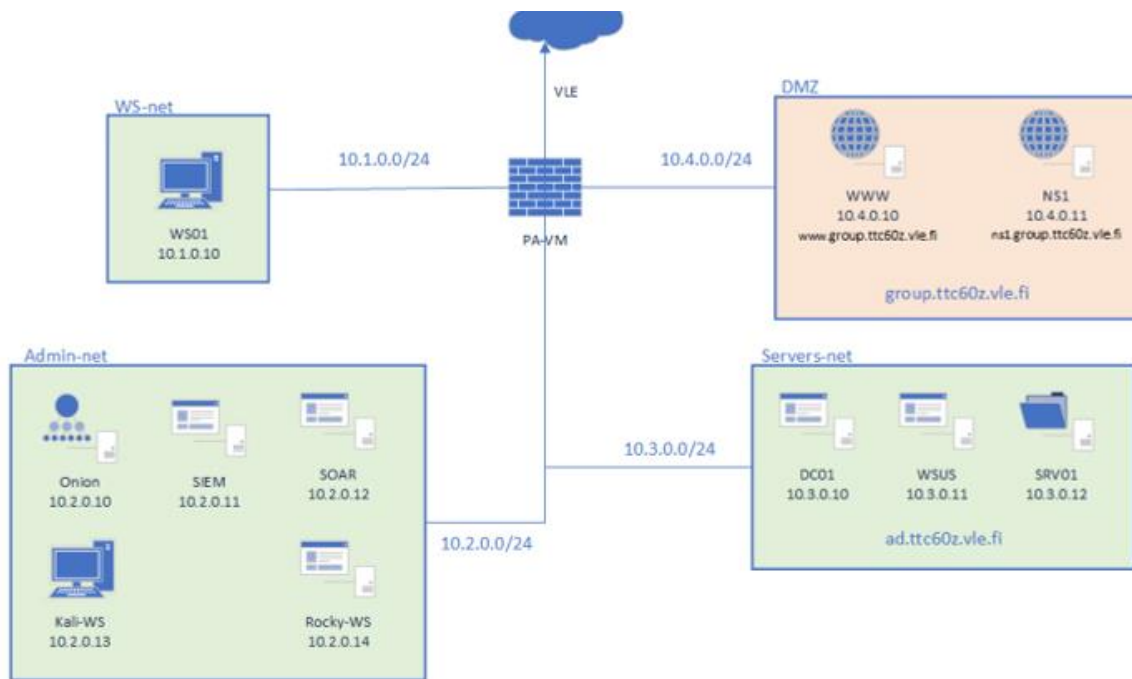 VLE
WS-net
10.1.0.0/24
WS01
10.1.0.10
PA-VM
10.4.0.0/24
DMZ
WWW
10.4.0.10
www.group.ttc60z.vle.fi
NS1
10.4.0.11
ns1.group.ttc60z.vle.fi
group.ttc60z.vle.fi
Admin-net
Onion
10.2.0.10
SIEM
10.2.0.11
SOAR
10.2.0.12
Kali-WS
10.2.0.13
Rocky-WS
10.2.0.14
10.2.0.0/24
10.3.0.0/24
Servers-net
DC01
10.3.0.10
WSUS
10.3.0.11
SRV01
10.3.0.12
ad.ttc60z.vle.fi